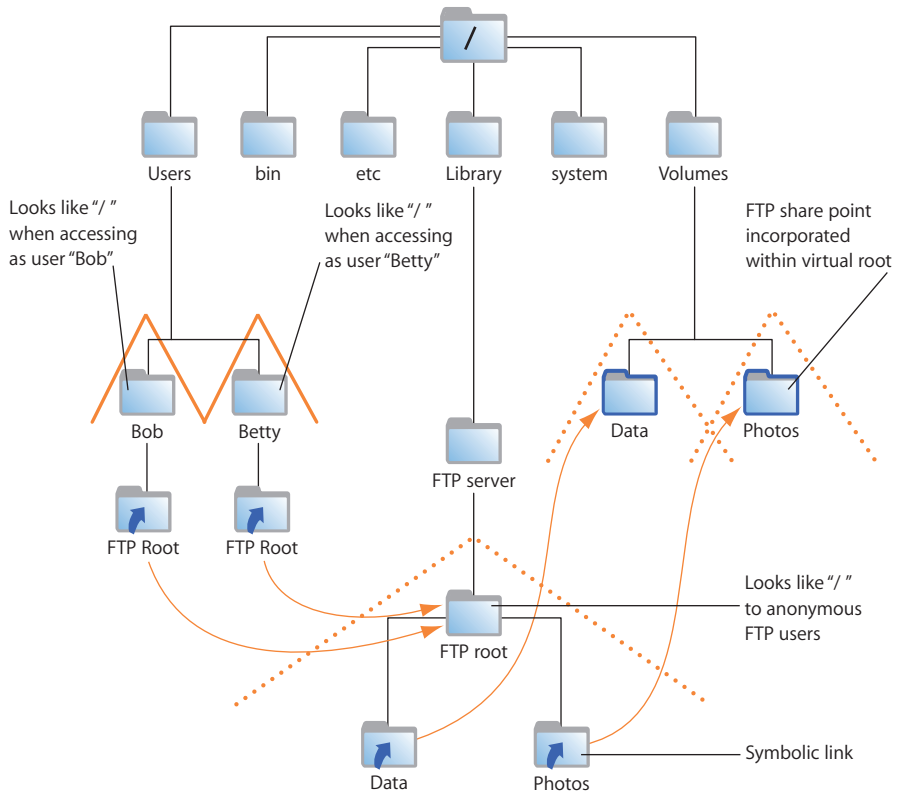 /
Users
bin
etc
Library
system
Volumes
Looks like “/ ”
when accessing
as user “Bob”
Looks like “/ ”
when accessing
as user “Betty”
FTP share point
incorporated
within virtual root
Bob
Betty
Data
Photos
FTP server
FTP Root
FTP Root
Looks like “/ ”
to anonymous
FTP users
FTP root
Data
Photos
Symbolic link